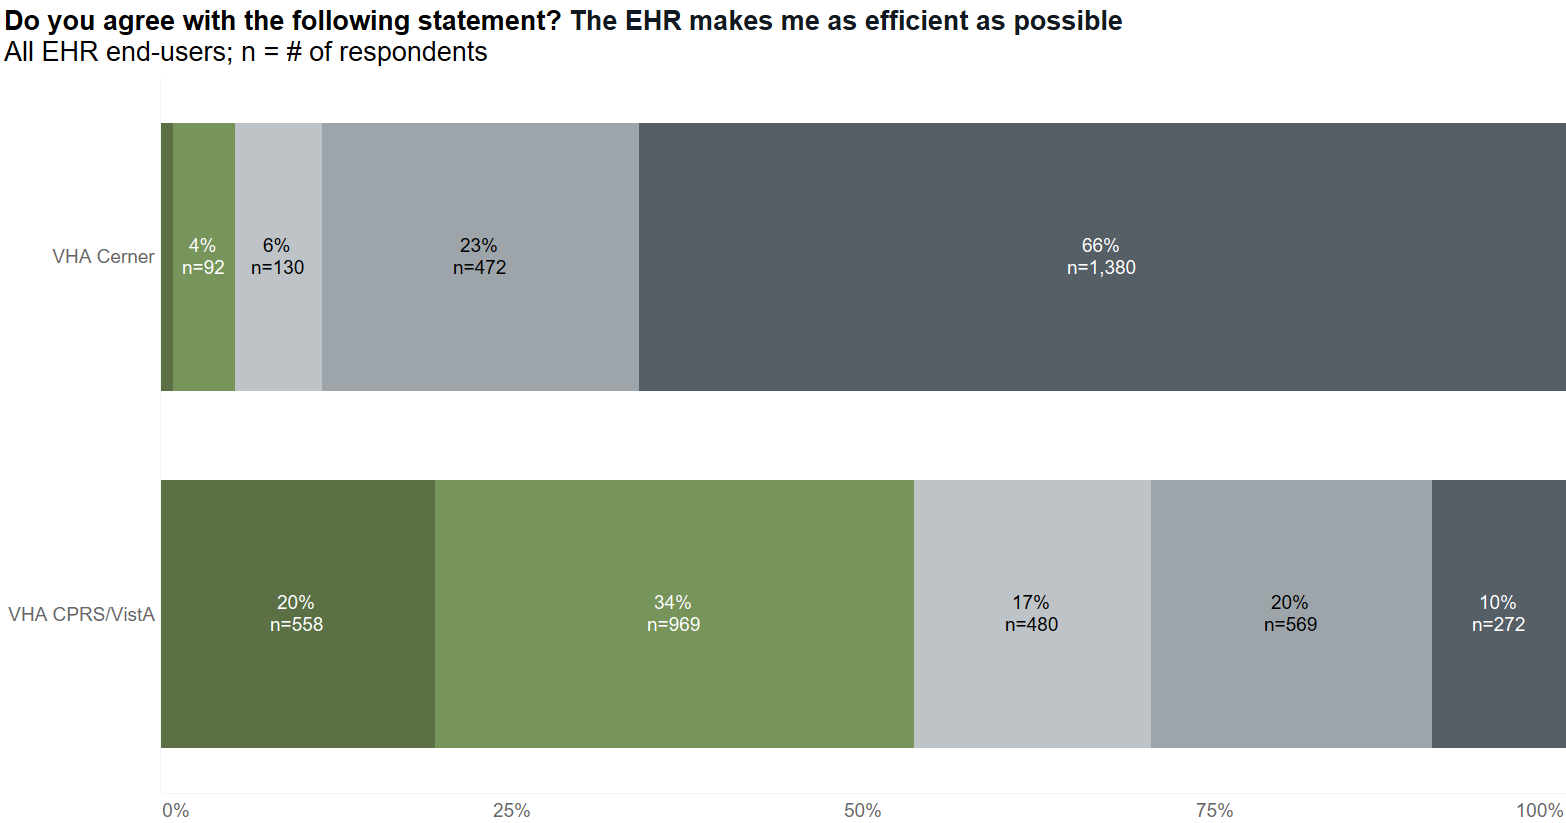 Do you agree with the following statement? The EHR makes me as efficient as possible
All EHR end-users; n = # of respondents
VHA Cerner
4%
n=92
6%
n=130
23%
n=472
66%
n=1,380
VHA CPRS/VistA
20%
n=558
34%
n=969
17%
n=480
20%
n=569
10%
n=272
0%
25%
50%
75%
100%